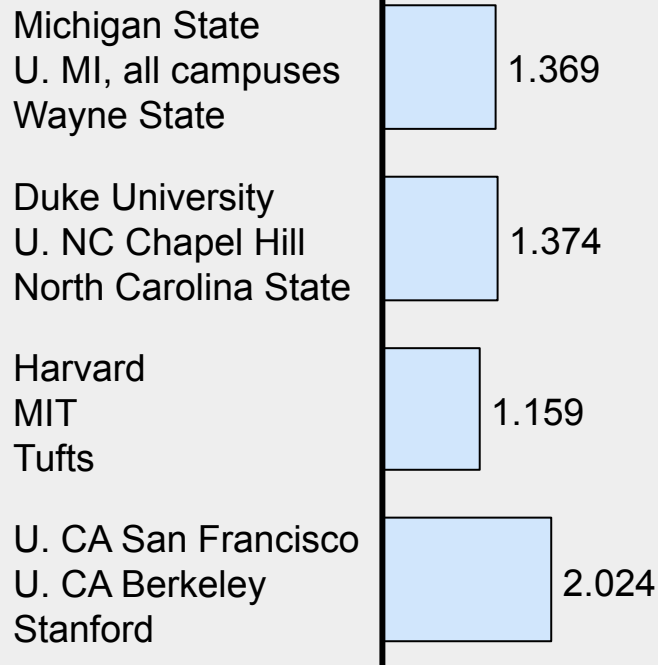 Michigan State
U. MI, all campuses
Wayne State
1.369
Duke University
U. NC Chapel Hill
North Carolina State
1.374
Harvard
MIT
Tufts
1.159
U. CA San Francisco
U. CA Berkeley
Stanford
2.024